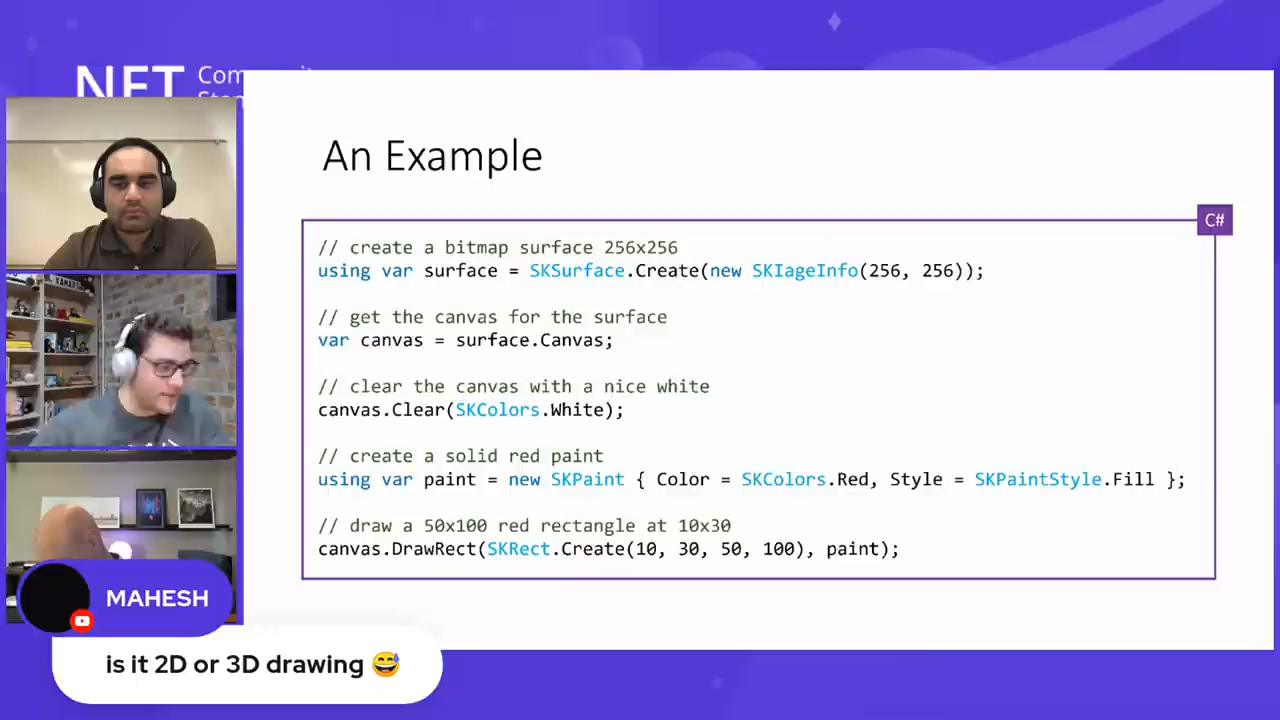 .NET
An Example
C#
// create a bitmap surface 256x256
using var surface = SKSurface.Create(new SKIageInfo(256, 256));
// get the canvas for the surface
var canvas = surface.Canvas;
// clear the canvas with a nice white
canvas.Clear(SKColors.White);
// create a solid red paint
using var paint = new SKPaint { Color = SKColors.Red, Style = SKPaintStyle.Fill };
// draw a 50x100 red rectangle at 10x30
canvas.DrawRect(SKRect.Create(10, 30, 50, 100), paint);
MAHESH
is it 2D or 3D drawing 😅